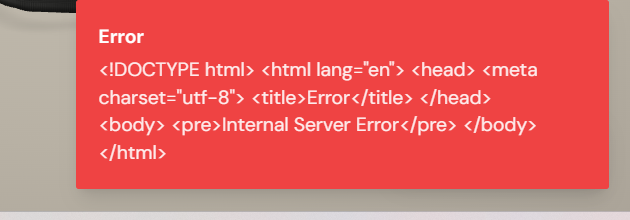 Error
<!DOCTYPE html> <html lang="en"> <head> <meta
charset="utf-8"> <title>Error</title> </head>
<body> <pre>Internal Server Error</pre> </body>
</html>